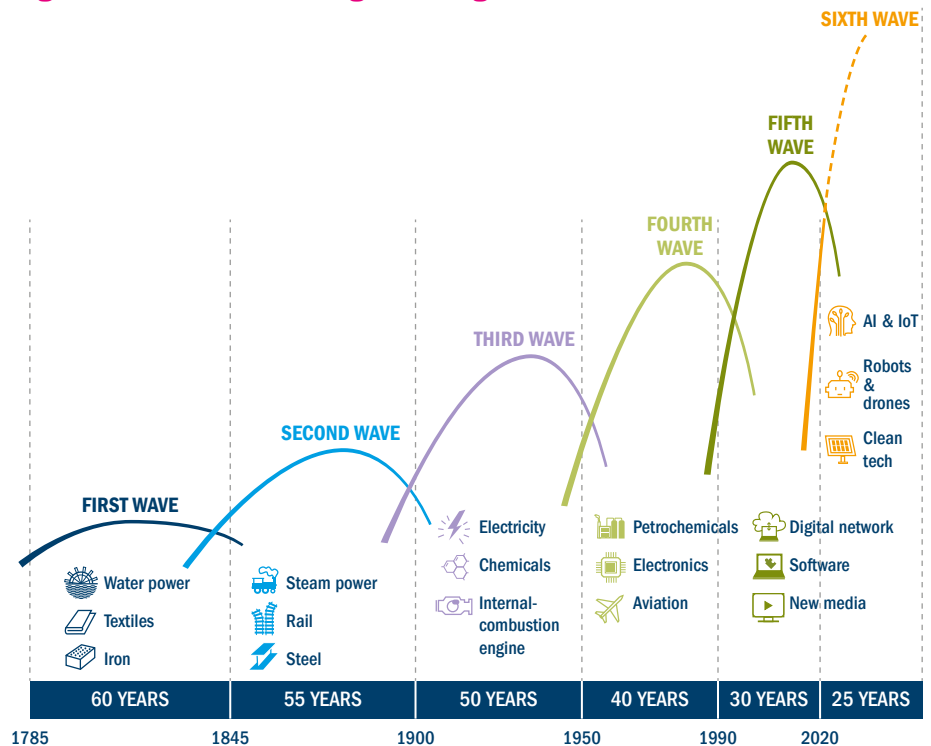 SIXTH WAVE
FIFTH
WAVE
FOURTH
WAVE
THIRD WAVE
SECOND WAVE
FIRST WAVE
AI & IoT
Robots
&
drones
Clean
tech
Water power
Textiles
Iron
Steam power
Rail
Steel
Electricity
Chemicals
Internal-
combustion
engine
Petrochemicals
Electronics
Aviation
Digital network
Software
New media
60 YEARS
55 YEARS
50 YEARS
40 YEARS
30 YEARS
25 YEARS
1785
1845
1900
1950
1990
2020